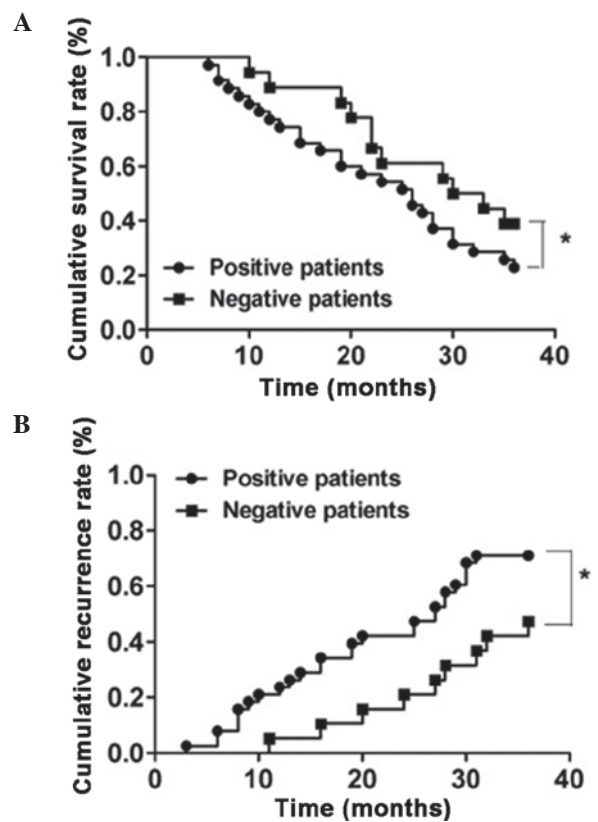 A
Cumulative survival rate (%)
1.0
0.8
0.6
0.4
0.2
0.0
Positive patients
Negative patients
*
0 10 20 30 40
Time (months)
B
Cumulative recurrence rate (%)
1.0
0.8
0.6
0.4
0.2
0.0
Positive patients
Negative patients
*
0 10 20 30 40
Time (months)